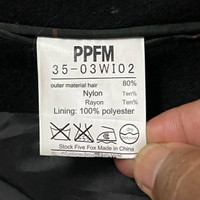 PPFM
35-03WI02
outer material hair 80%
Nylon Ten%
Rayon Ten%
Lining: 100% polyester
Stock Five Fox Made in China